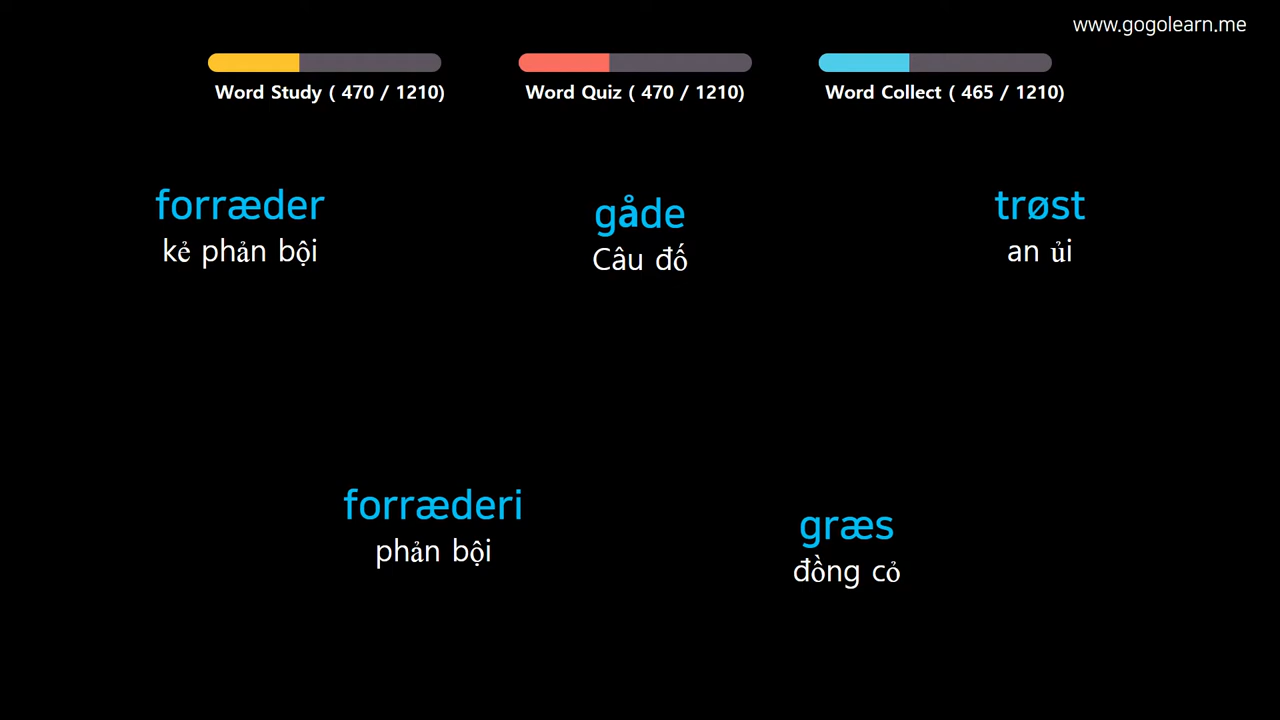 www.gogolearn.me
Word Study ( 470 / 1210)
Word Quiz ( 470 / 1210)
Word Collect ( 465 / 1210)
forræder
kẻ phản bội
gåde
Câu đố
trøst
an ủi
forræderi
phản bội
græs
đồng cỏ